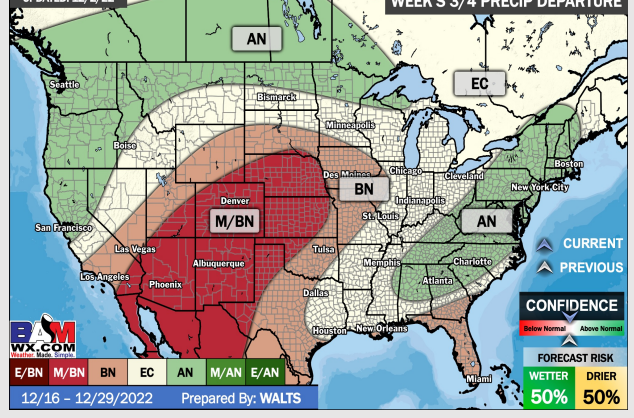 UPDATED: 12/2/22
WEEK'S 3/4 PRECIP DEPARTURE
AN
EC
Seattle
Bismarck
Minneapolis
Boise
Des Moines
Chicago
Cleveland
Boston
New York City
BN
Denver
Indianapolis
M/BN
St. Louis
AN
San Francisco
Las Vegas
Tulsa
Los Angeles
Albuquerque
Memphis
Charlotte
Phoenix
Atlanta
Dallas
Houston
New Orleans
Miami
CURRENT
PREVIOUS
CONFIDENCE
Below Normal
Above Normal
FORECAST RISK
WETTER
DRIER
50%
50%
BAM
WX.COM
Weather. Made. Simple.
E/BN M/BN BN EC AN M/AN E/AN
12/16 – 12/29/2022 Prepared By: WALTS